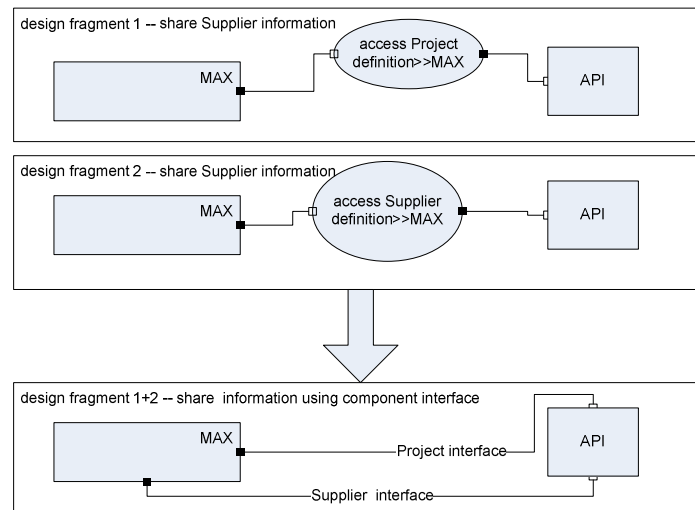 design fragment 1 -- share Supplier information
access Project
definition>>MAX
MAX
API
design fragment 2 -- share Supplier information
access Supplier
definition>>MAX
MAX
API
design fragment 1+2 -- share  information using component interface
MAX
API
Project interface
Supplier  interface